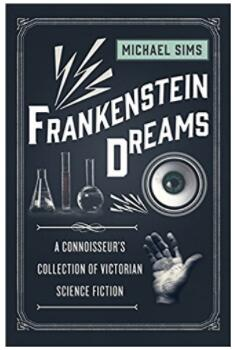 MICHAEL SIMS
FRANKENSTEIN
DREAMS
A CONNOISSEUR'S
COLLECTION OF VICTORIAN
SCIENCE FICTION